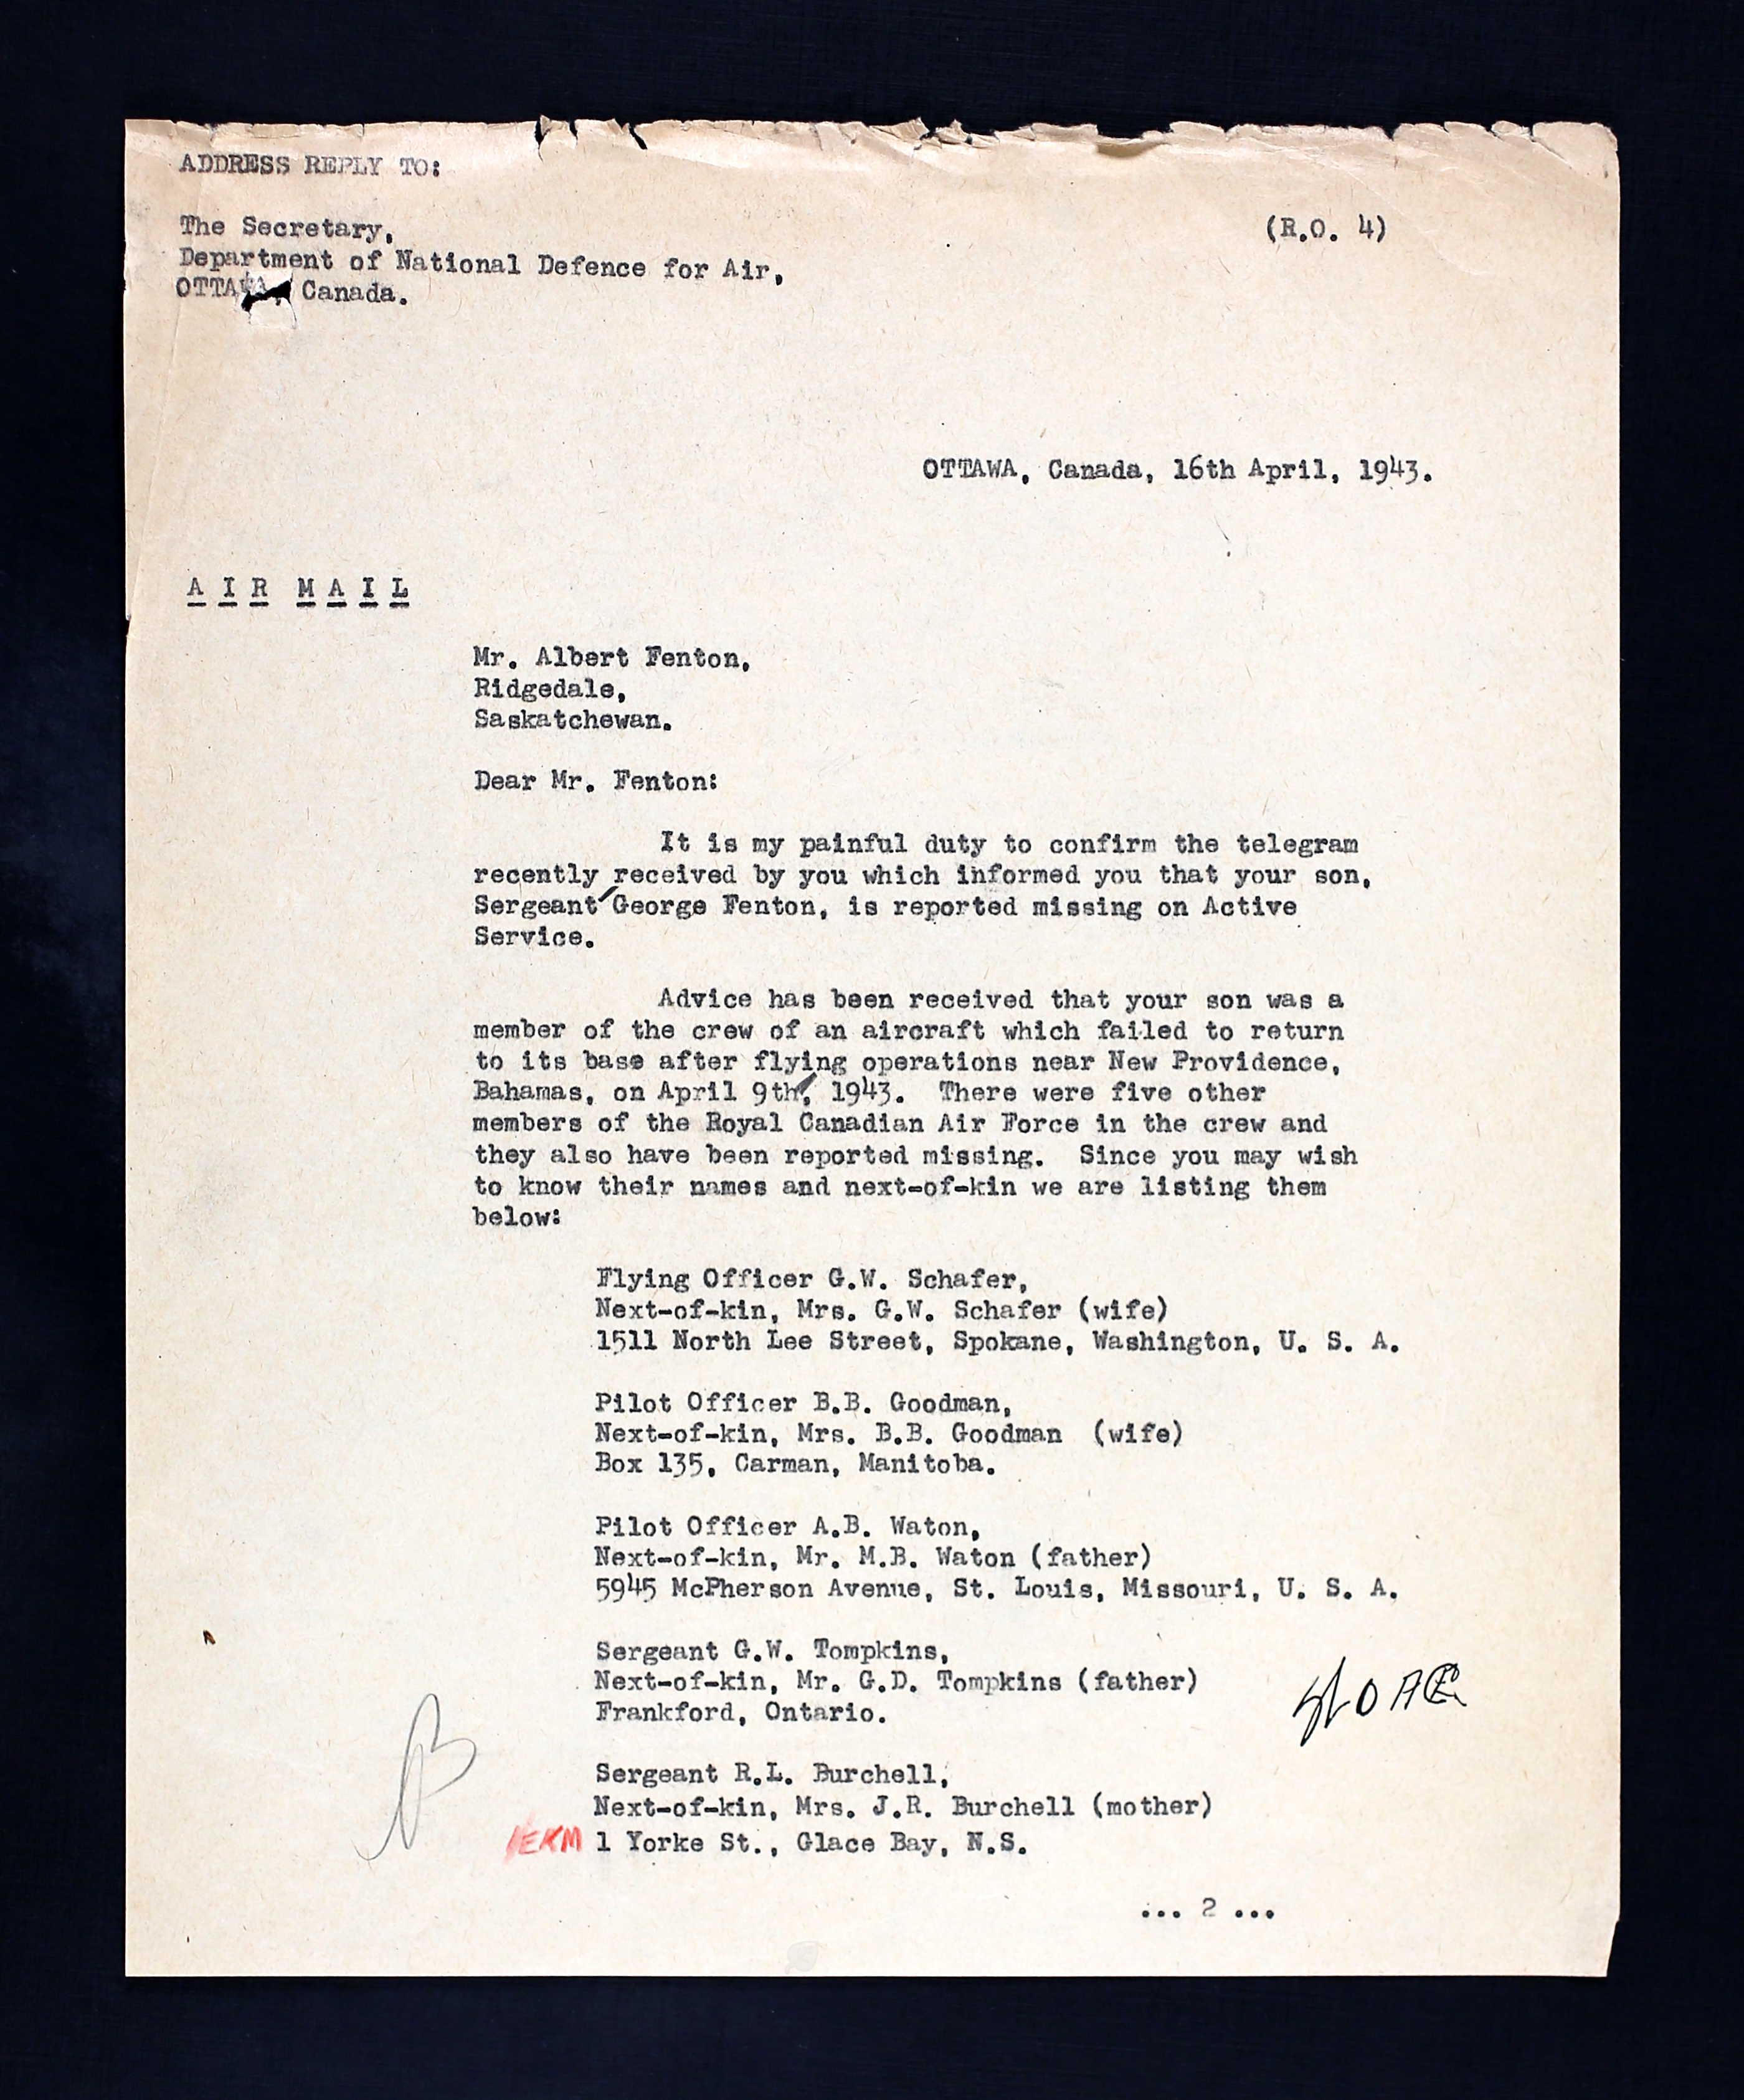 ADDRESS REPLY TO:
The Secretary,
(R.O. 4)
Department of National Defence for Air,
OTTAWA, Canada.
OTTAWA, Canada, 16th April, 1943.
A I R M A I L
Mr. Albert Fenton,
Ridgedale,
Saskatchewan.
Dear Mr. Fenton:
It is my painful duty to confirm the telegram
recently received by you which informed you that your son,
Sergeant George Fenton, is reported missing on Active
Service.
Advice has been received that your son was a
member of the crew of an aircraft which failed to return
to its base after flying operations near New Providence,
Bahamas, on April 9th, 1943. There were five other
members of the Royal Canadian Air Force in the crew and
they also have been reported missing. Since you may wish
to know their names and next-of-kin we are listing them
below:
Flying Officer G.W. Schafer,
Next-of-kin, Mrs. G.W. Schafer (wife)
1511 North Lee Street, Spokane, Washington, U. S. A.
Pilot Officer B.B. Goodman,
Next-of-kin, Mrs. B.B. Goodman (wife)
Box 135, Carman, Manitoba.
Pilot Officer A.B. Waton,
Next-of-kin, Mr. M.B. Waton (father)
5945 McPherson Avenue, St. Louis, Missouri, U. S. A.
Sergeant G.W. Tompkins,
Next-of-kin, Mr. G.D. Tompkins (father)
Frankford, Ontario.
Sergeant R.L. Burchell,
Next-of-kin, Mrs. J.R. Burchell (mother)
1 Yorke St., Glace Bay, N.S.
... 2 ...